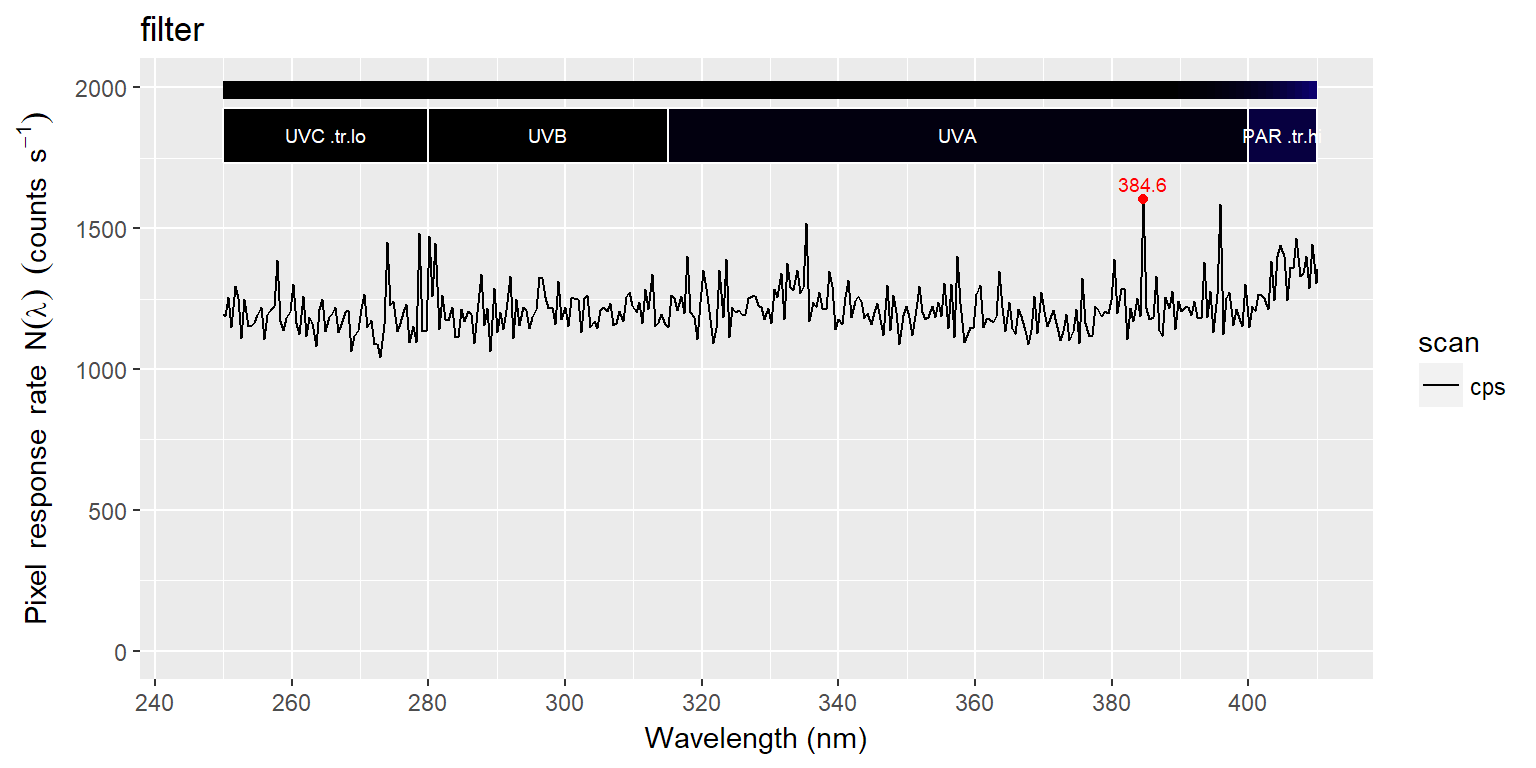 filter
2000
1500
1000
500
0
Pixel response rate N(λ) (counts s⁻¹)
UVC .tr.lo
UVB
UVA
PAR .tr.hi
384.6
240 260 280 300 320 340 360 380 400
Wavelength (nm)
scan
cps